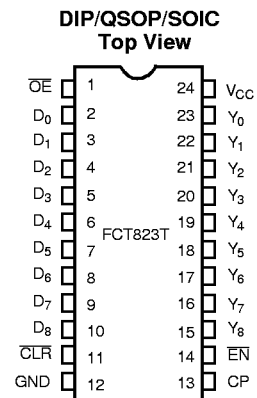 DIP/QSOP/SOIC
Top View
OE 1 24 VCC
D0 2 23 Y0
D1 3 22 Y1
D2 4 21 Y2
D3 5 20 Y3
D4 6 19 Y4
FCT823T
D5 7 18 Y5
D6 8 17 Y6
D7 9 16 Y7
D8 10 15 Y8
CLR 11 14 EN
GND 12 13 CP